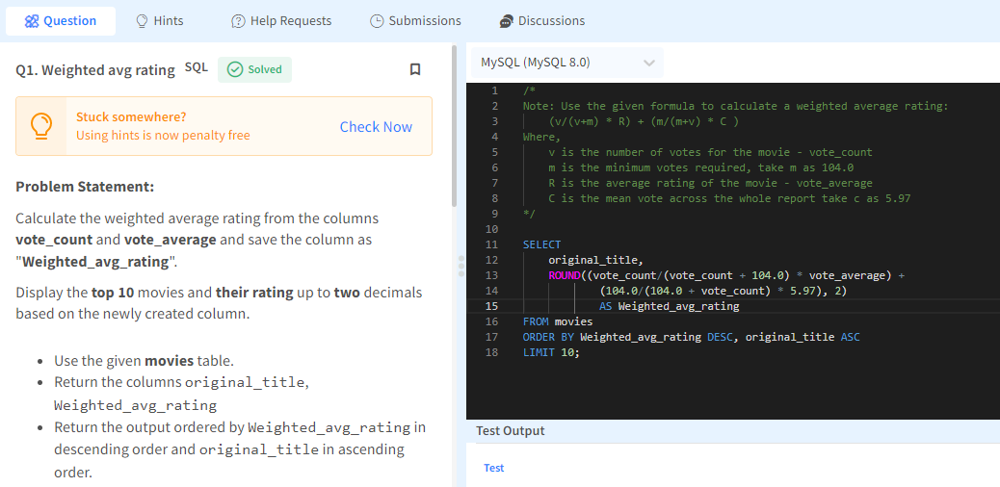 Question
Hints
Help Requests
Submissions
Discussions
Q1. Weighted avg rating SQL Solved
Stuck somewhere?
Using hints is now penalty free
Check Now
Problem Statement:
Calculate the weighted average rating from the columns
vote_count and vote_average and save the column as
"Weighted_avg_rating".
Display the top 10 movies and their rating up to two decimals
based on the newly created column.
• Use the given movies table.
• Return the columns original_title,
Weighted_avg_rating
• Return the output ordered by Weighted_avg_rating in
descending order and original_title in ascending
order.
MySQL (MySQL 8.0)
1 /*
2 Note: Use the given formula to calculate a weighted average rating:
3 (v/(v+m) * R) + (m/(m+v) * C )
4 Where,
5 v is the number of votes for the movie - vote_count
6 m is the minimum votes required, take m as 104.0
7 R is the average rating of the movie - vote_average
8 C is the mean vote across the whole report take c as 5.97
9 */
10
11 SELECT
12 original_title,
13 ROUND((vote_count/(vote_count + 104.0) * vote_average) +
14 (104.0/(104.0 + vote_count) * 5.97), 2)
15 AS Weighted_avg_rating
16 FROM movies
17 ORDER BY Weighted_avg_rating DESC, original_title ASC
18 LIMIT 10;
Test Output
Test